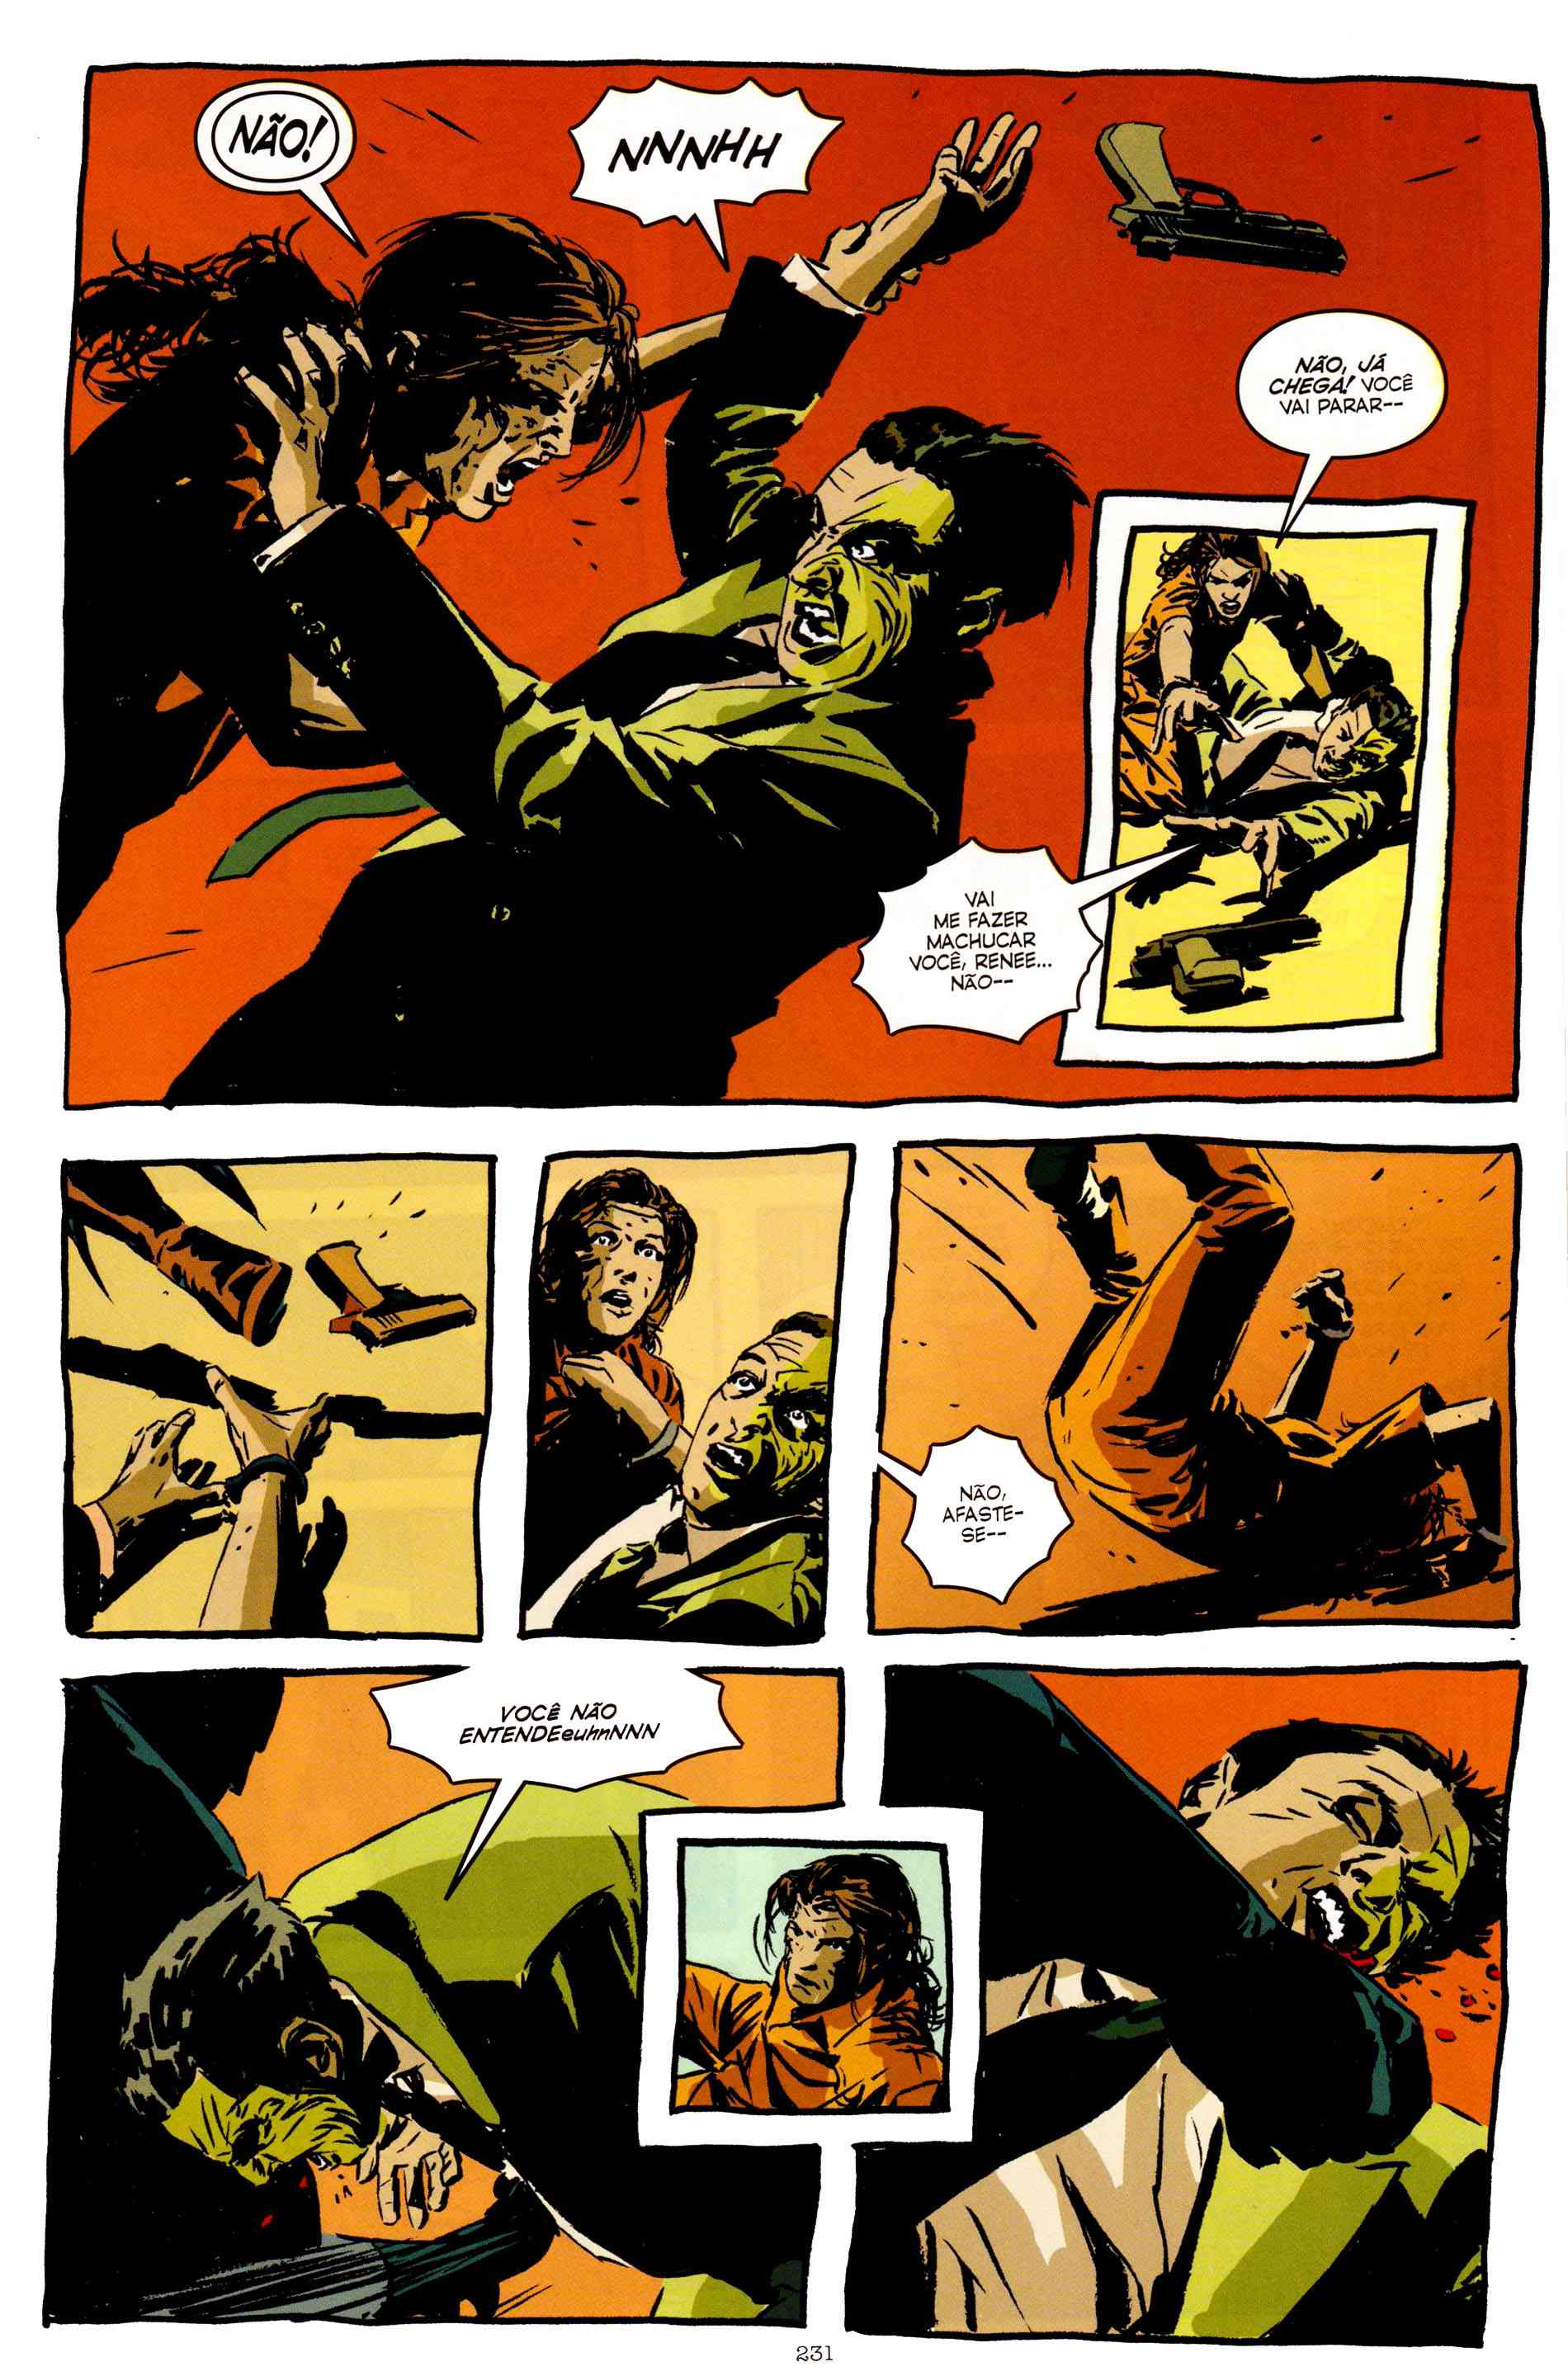 NÃO!
NNNHH
NÃO, JÁ
CHEGA! VOCÊ
VAI PARAR--
VAI
ME FAZER
MACHUCAR
VOCÊ, RENEE...
NÃO--
NÃO,
AFASTE-
SE--
VOCÊ NÃO
ENTENDEeuhnNNN
231